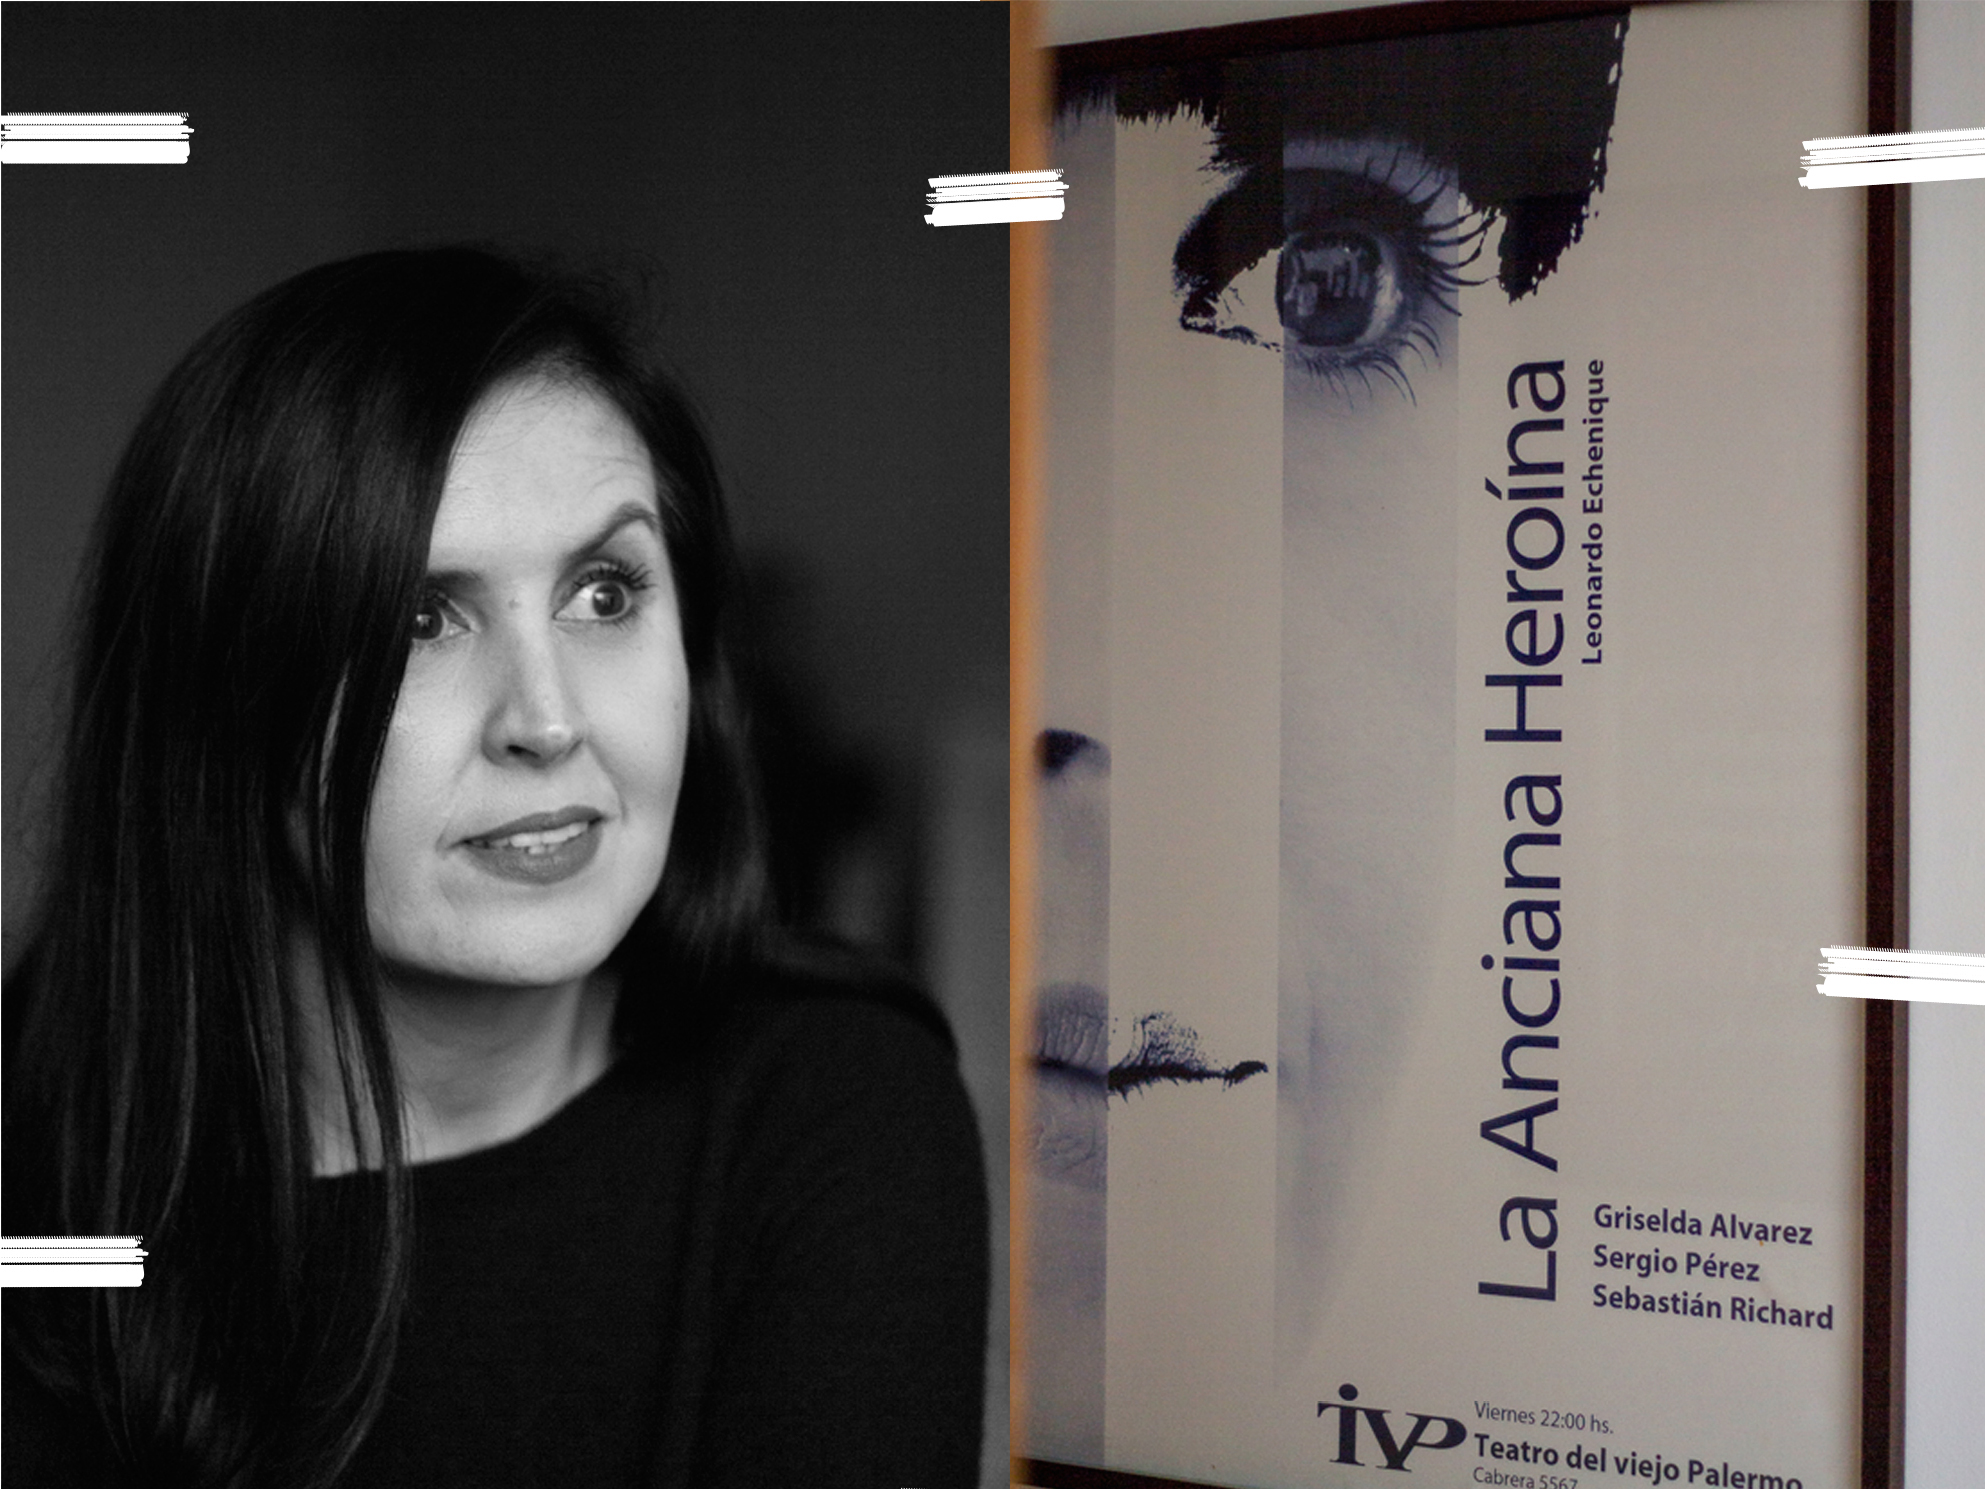 La Anciana Heroína
Leonardo Echenique
Griselda Alvarez
Sergio Pérez
Sebastián Richard
TVP
Viernes 22:00 hs.
Teatro del viejo Palermo
Cabrera 5567